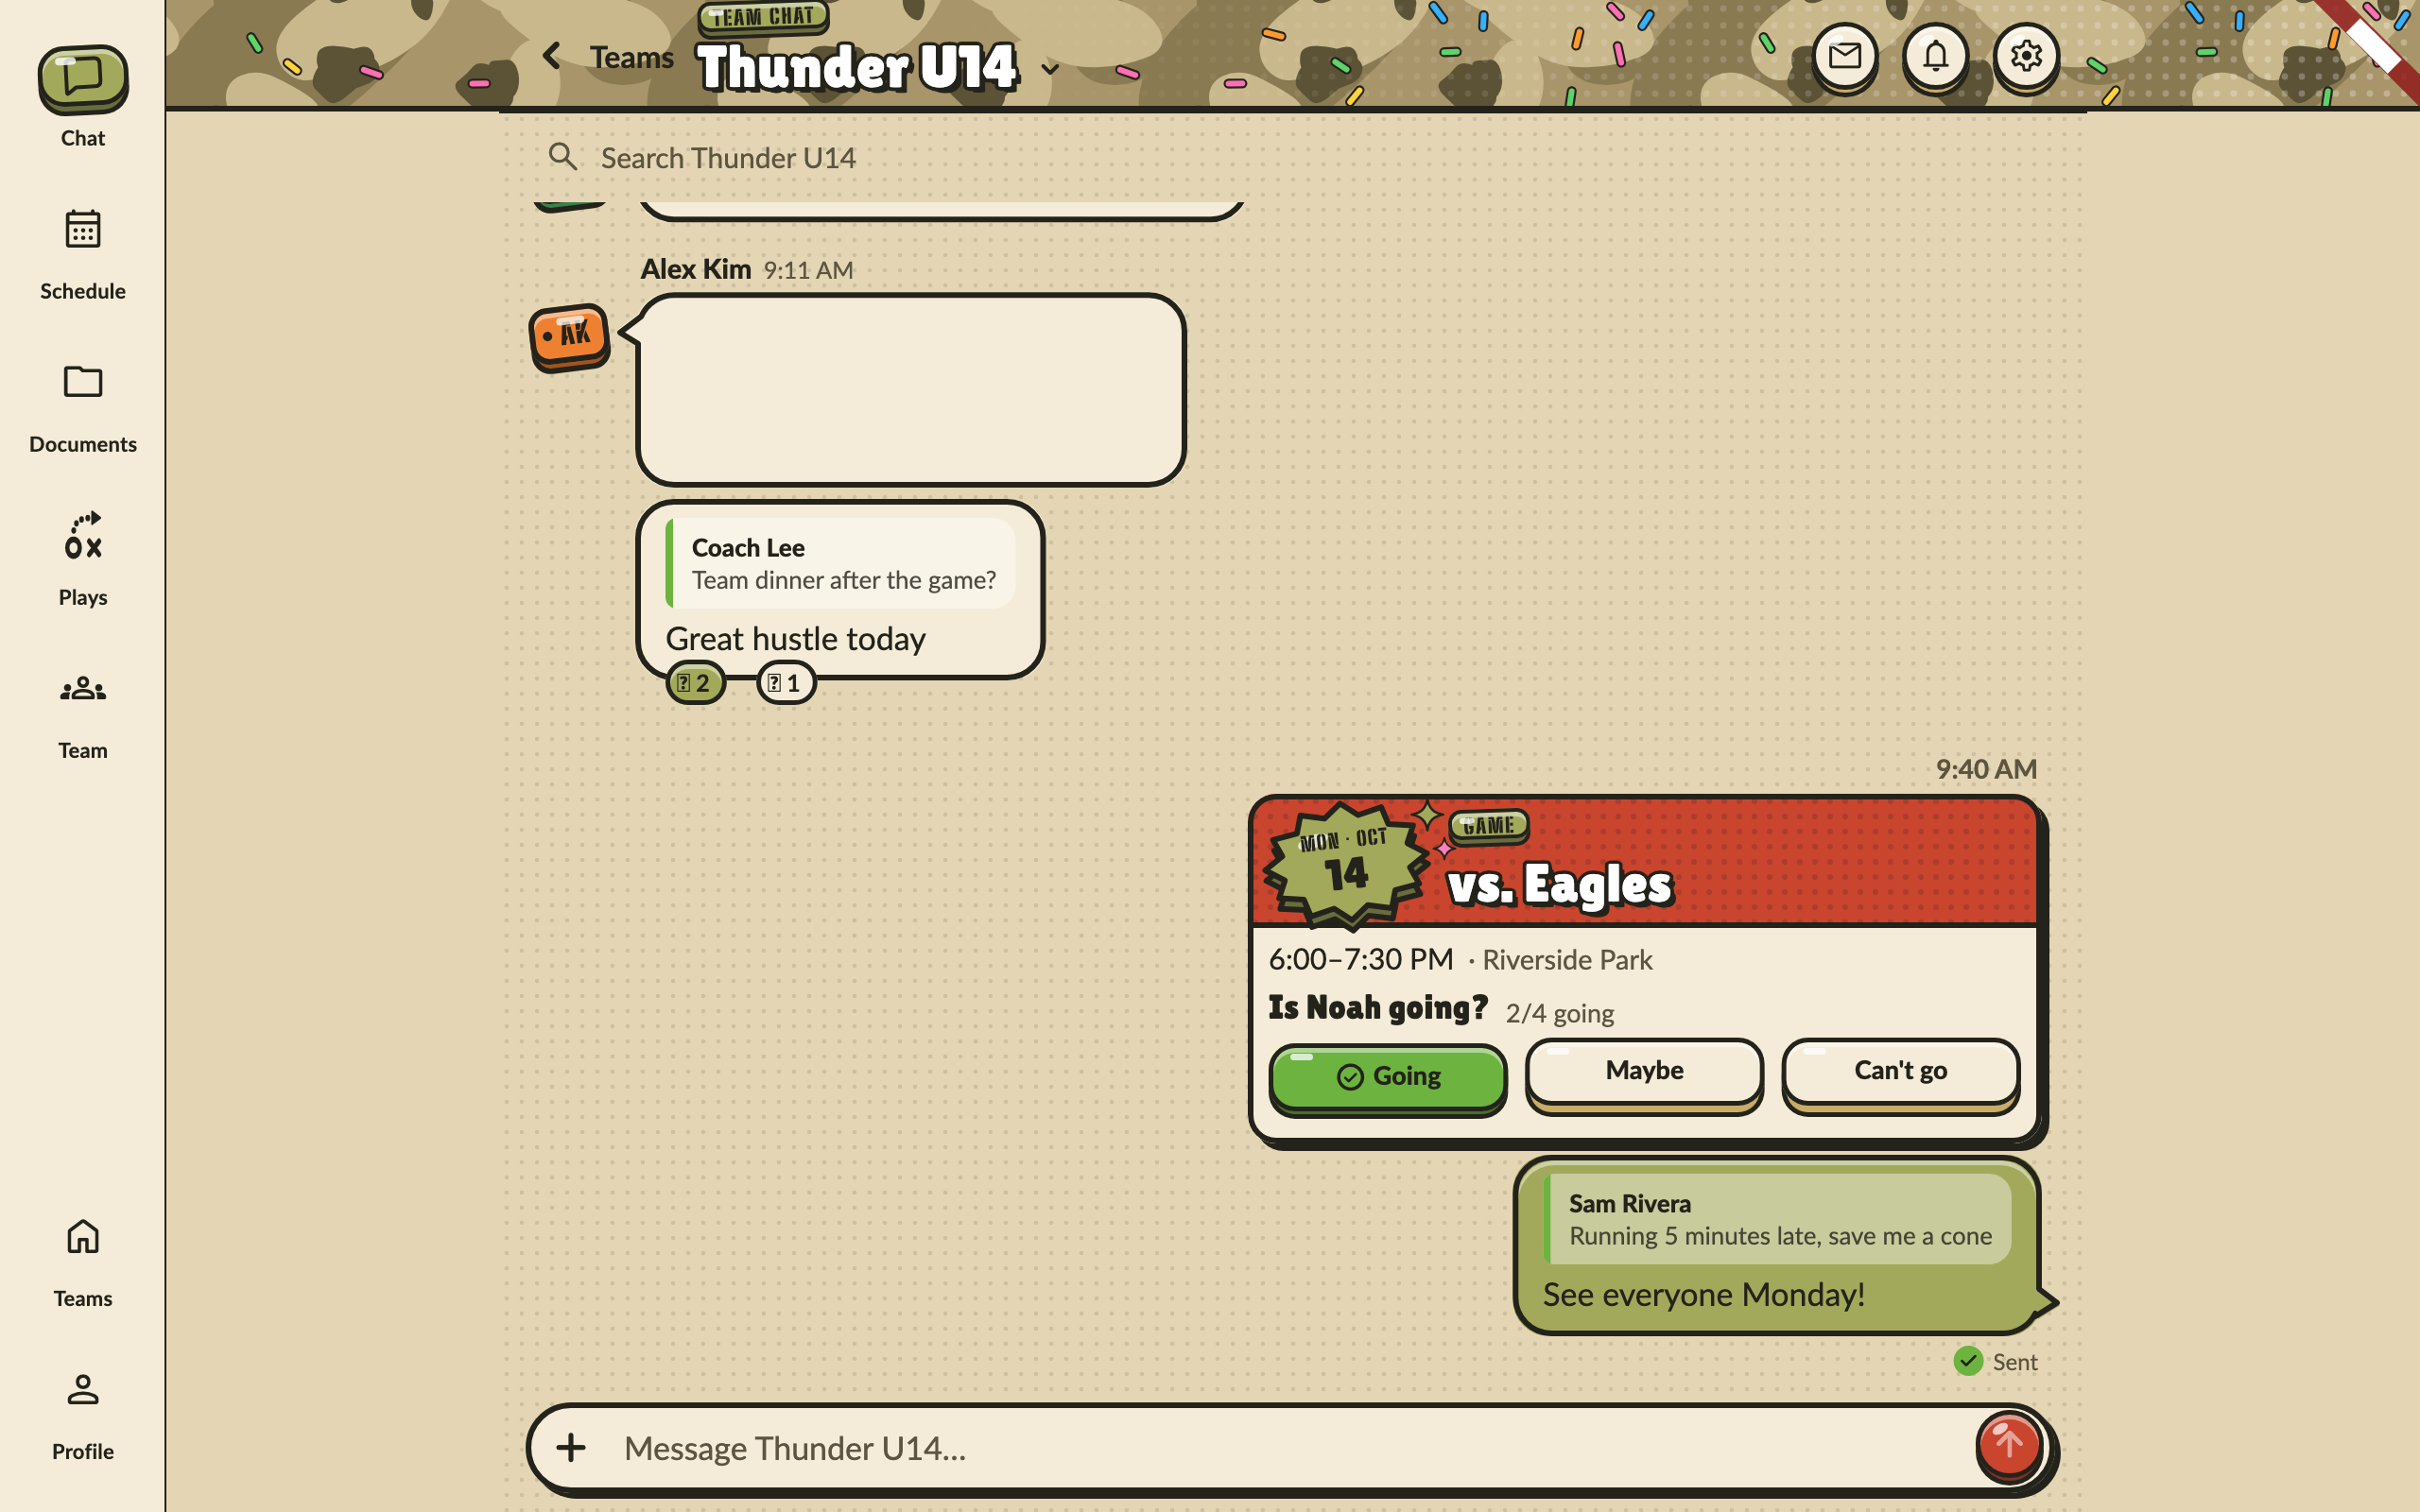 TEAM CHAT
Teams
Thunder U14
Chat
Schedule
Documents
Plays
Team
Teams
Profile
Search Thunder U14
Alex Kim 9:11 AM
AK
Coach Lee
Team dinner after the game?
Great hustle today
2
1
9:40 AM
MON · OCT
14
GAME
vs. Eagles
6:00–7:30 PM · Riverside Park
Is Noah going? 2/4 going
Going
Maybe
Can't go
Sam Rivera
Running 5 minutes late, save me a cone
See everyone Monday!
Sent
Message Thunder U14...